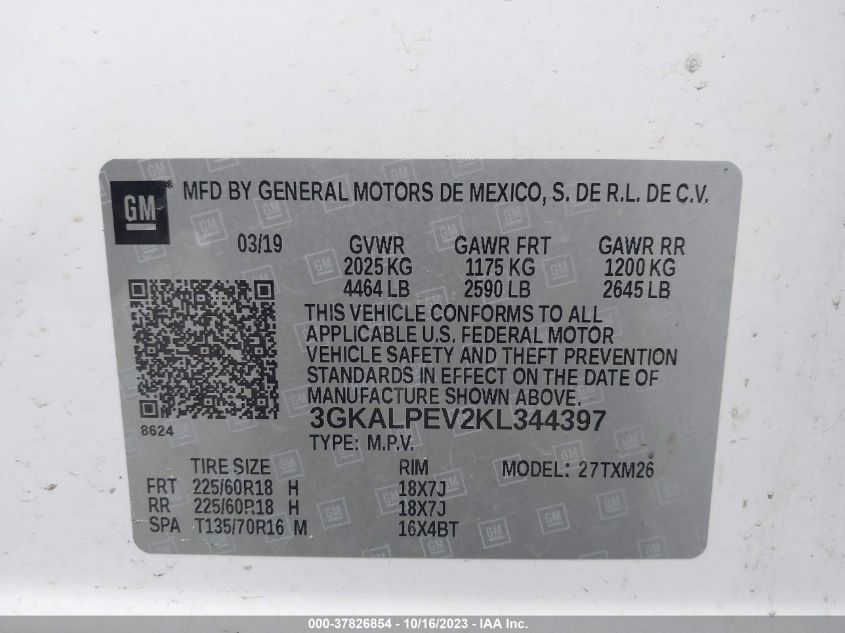 GM MFD BY GENERAL MOTORS DE MEXICO, S. DE R.L. DE C.V.
03/19 GVWR GAWR FRT GAWR RR
2025 KG 1175 KG 1200 KG
4464 LB 2590 LB 2645 LB
THIS VEHICLE CONFORMS TO ALL
APPLICABLE U.S. FEDERAL MOTOR
VEHICLE SAFETY AND THEFT PREVENTION
STANDARDS IN EFFECT ON THE DATE OF
MANUFACTURE SHOWN ABOVE.
3GKALPEV2KL344397
8624
TYPE: M.P.V.
TIRE SIZE RIM MODEL: 27TXM26
FRT 225/60R18 H 18X7J
RR 225/60R18 H 18X7J
SPA T135/70R16 M 16X4BT
000-37826854 - 10/16/2023 - IAA Inc.